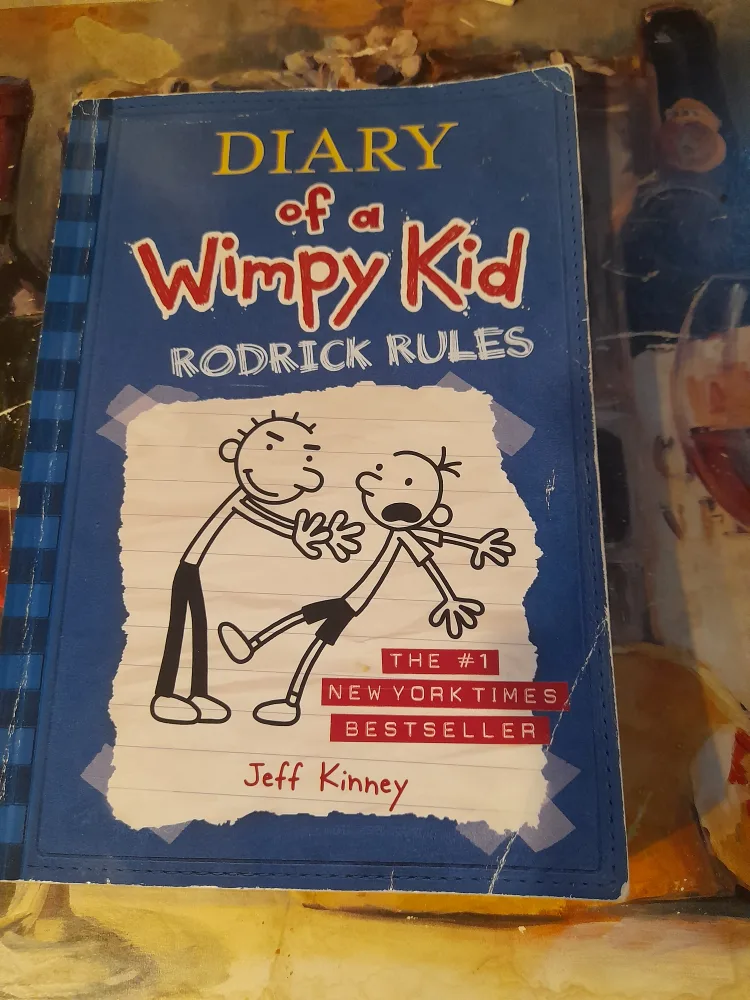 DIARY
of a
Wimpy Kid
RODRICK RULES
THE #1
NEW YORK TIMES
BESTSELLER
Jeff Kinney